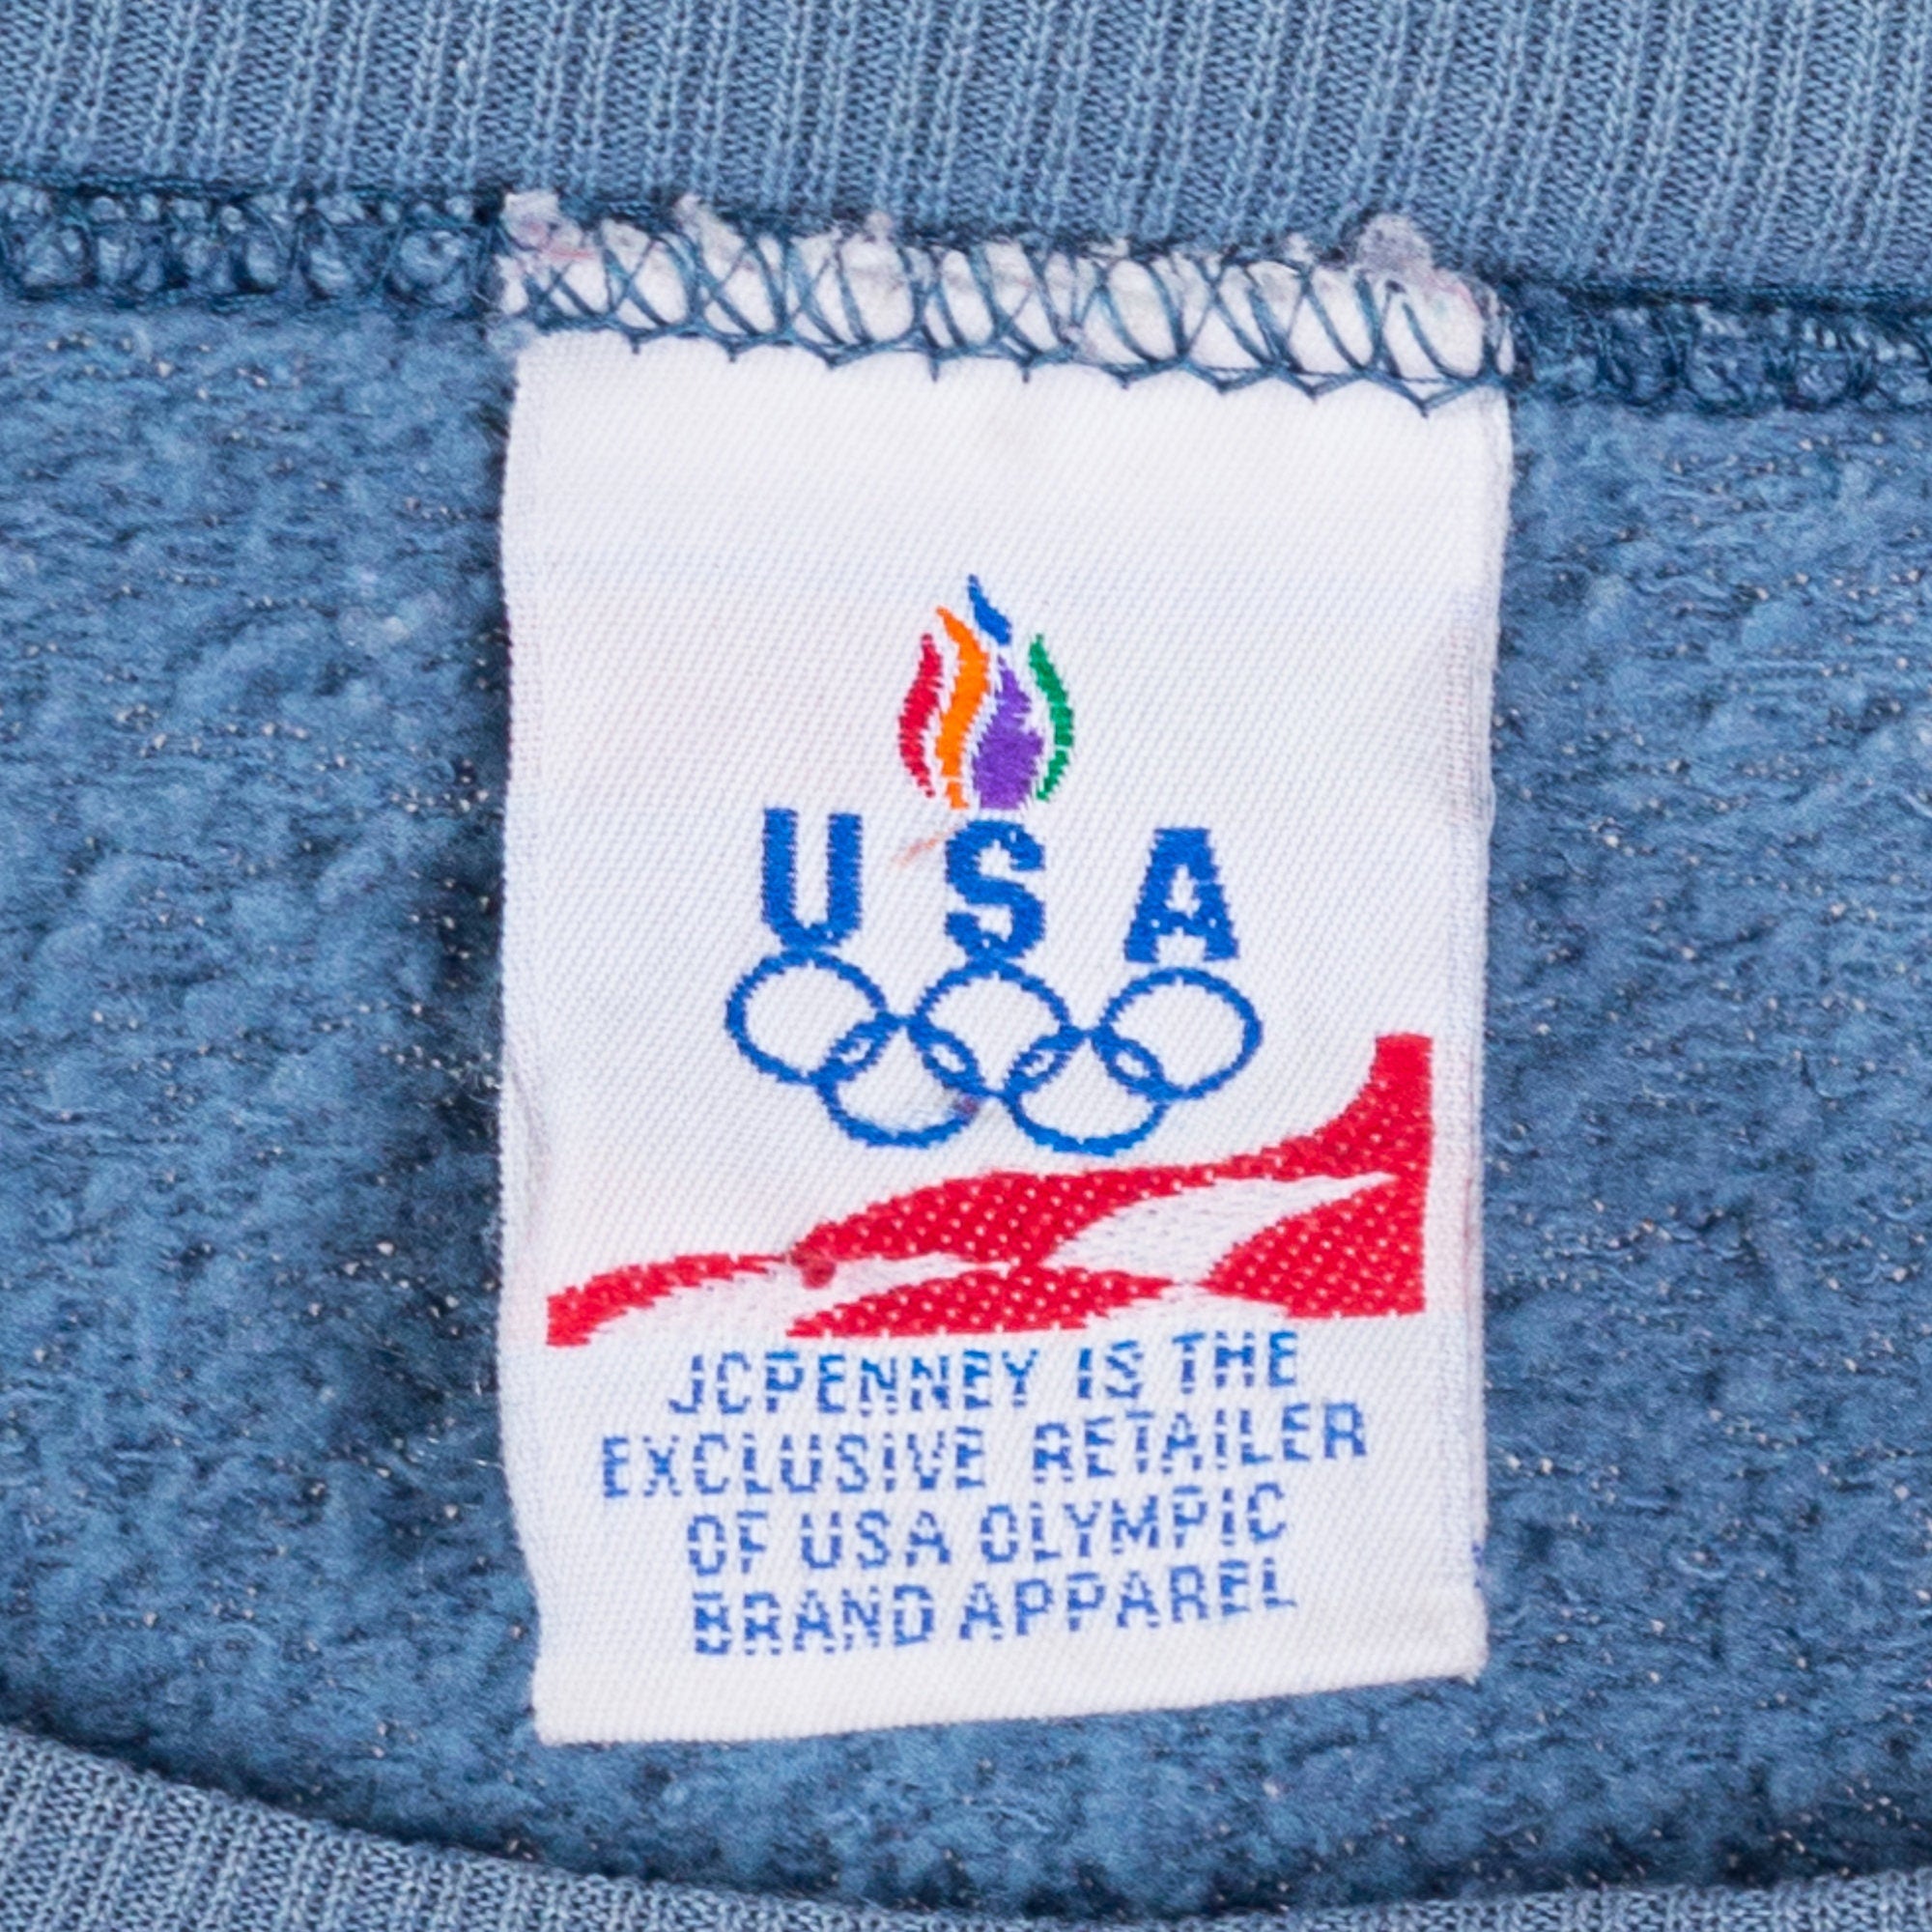 USA
JCPENNEY IS THE
EXCLUSIVE RETAILER
OF USA OLYMPIC
BRAND APPAREL